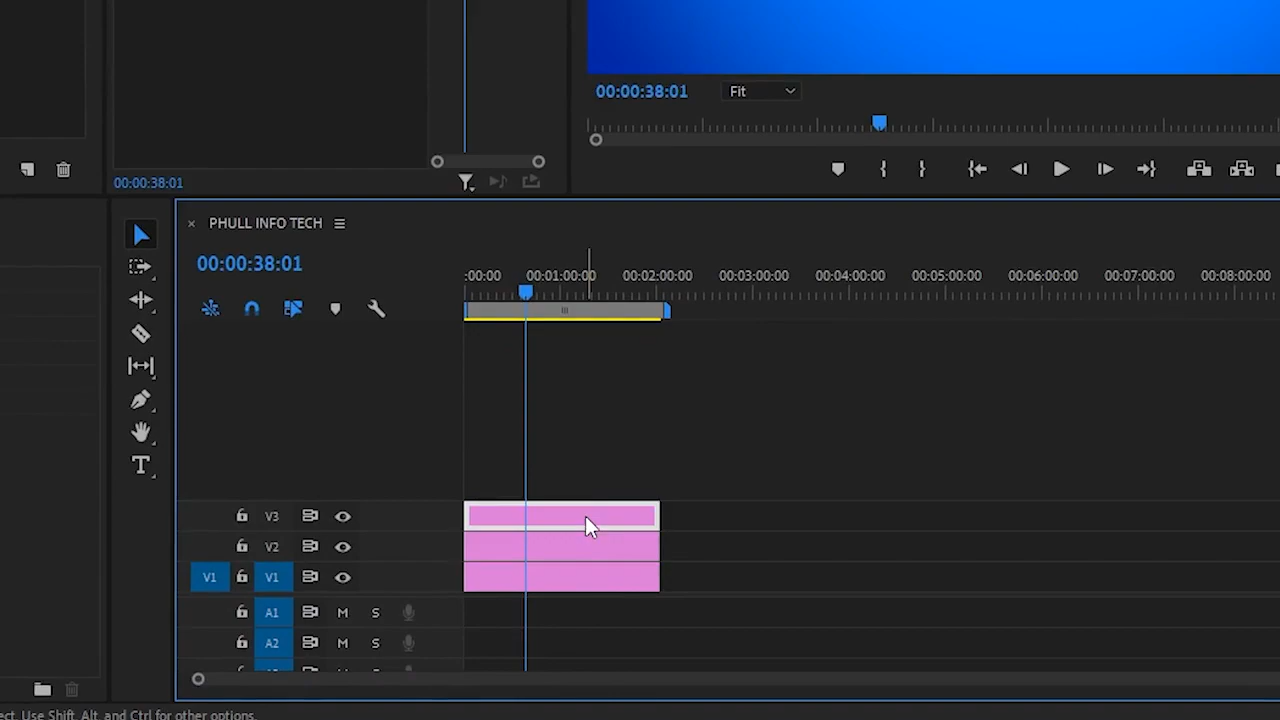 00:00:38:01 Fit
00:00:38:01
PHULL INFO TECH
00:00:38:01
:00:00 00:01:00:00 00:02:00:00 00:03:00:00 00:04:00:00 00:05:00:00 00:06:00:00 00:07:00:00 00:08:00:00
V3
V2
V1 V1
A1 M S
A2 M S
ect. Use Shift, Alt, and Ctrl for other options.